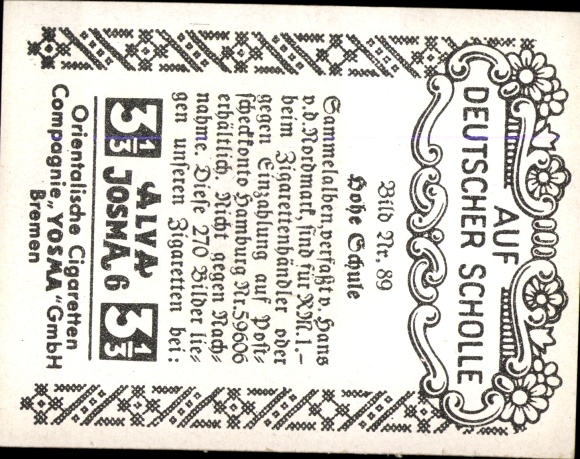 AUF
DEUTSCHER SCHOLLE
Bild Nr. 89
Hohe Schule
Sammelalben, verfaßt v. Hans
v. d. Nordmark, sind für RM. 1.–
beim Zigarettenhändler oder
gegen Einzahlung auf Post-
scheckkonto Hamburg Nr. 59606
erhältlich. Nicht gegen Nach-
nahme. Diese 270 Bilder lie-
gen unseren Zigaretten bei:
3 1/3 ALVA 3 1/3
JOSMA 6
Orientalische Cigaretten
Compagnie „YOSMA" GmbH
Bremen